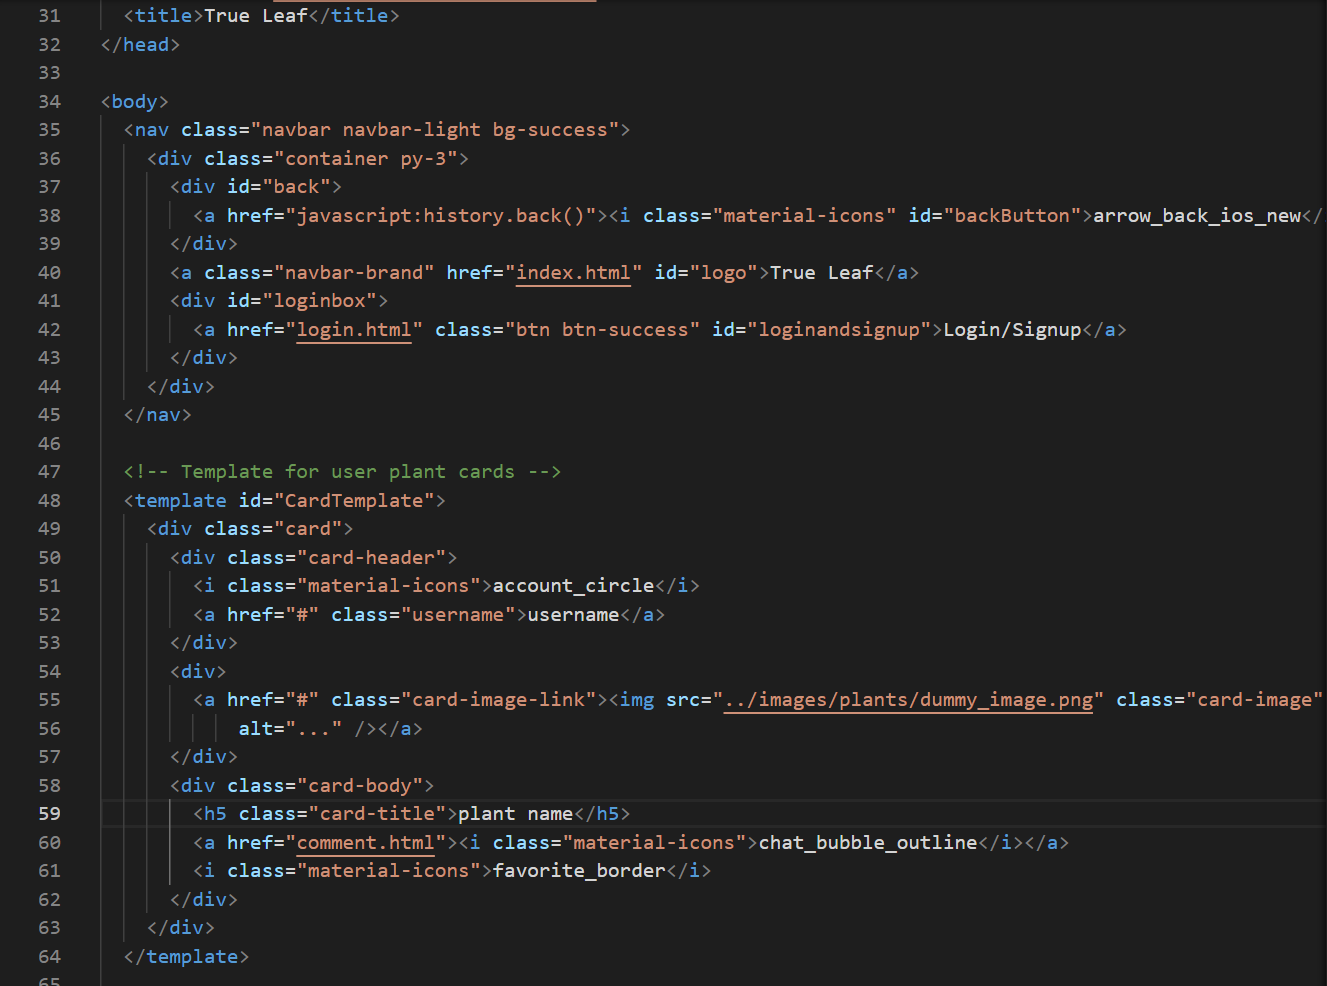 31 <title>True Leaf</title>
32 </head>
33
34 <body>
35 <nav class="navbar navbar-light bg-success">
36 <div class="container py-3">
37 <div id="back">
38 <a href="javascript:history.back()"><i class="material-icons" id="backButton">arrow_back_ios_new</
39 </div>
40 <a class="navbar-brand" href="index.html" id="logo">True Leaf</a>
41 <div id="loginbox">
42 <a href="login.html" class="btn btn-success" id="loginandsignup">Login/Signup</a>
43 </div>
44 </div>
45 </nav>
46
47 <!-- Template for user plant cards -->
48 <template id="CardTemplate">
49 <div class="card">
50 <div class="card-header">
51 <i class="material-icons">account_circle</i>
52 <a href="#" class="username">username</a>
53 </div>
54 <div>
55 <a href="#" class="card-image-link"><img src="../images/plants/dummy_image.png" class="card-image"
56 alt="..." /></a>
57 </div>
58 <div class="card-body">
59 <h5 class="card-title">plant name</h5>
60 <a href="comment.html"><i class="material-icons">chat_bubble_outline</i></a>
61 <i class="material-icons">favorite_border</i>
62 </div>
63 </div>
64 </template>
65